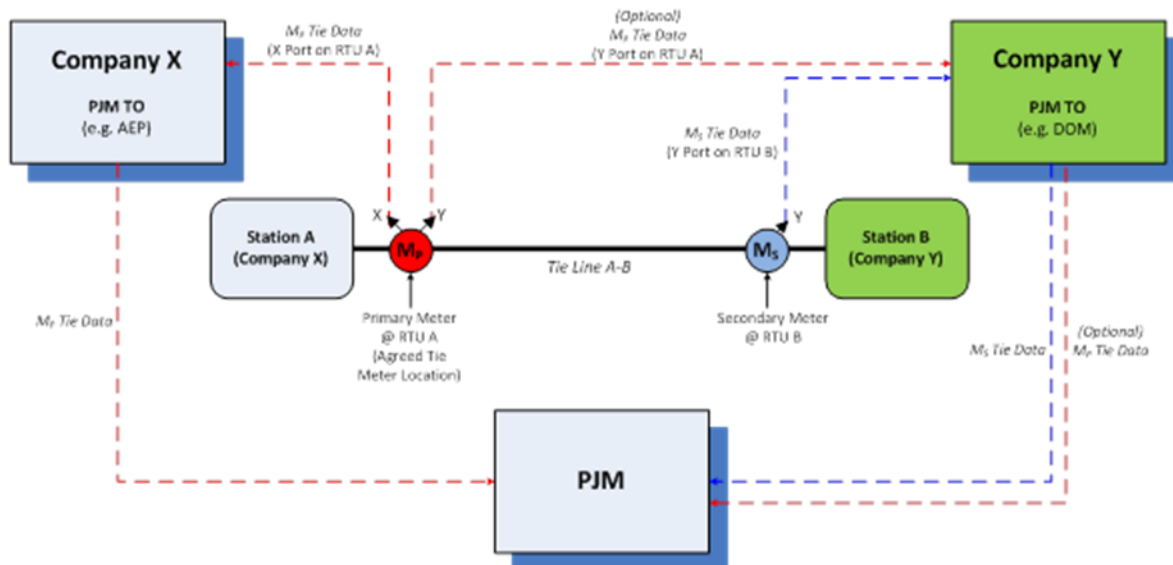 Company X
PJM TO
(e.g. AEP)
MP Tie Data
(X Port on RTU A)
(Optional)
MP Tie Data
(Y Port on RTU A)
Company Y
PJM TO
(e.g. DOM)
MS Tie Data
(Y Port on RTU B)
Station A
(Company X)
X
Y
MP
Tie Line A-B
Y
MS
Station B
(Company Y)
Primary Meter
@ RTU A
(Agreed Tie
Meter Location)
Secondary Meter
@ RTU B
MP Tie Data
MS Tie Data
(Optional)
MP Tie Data
PJM